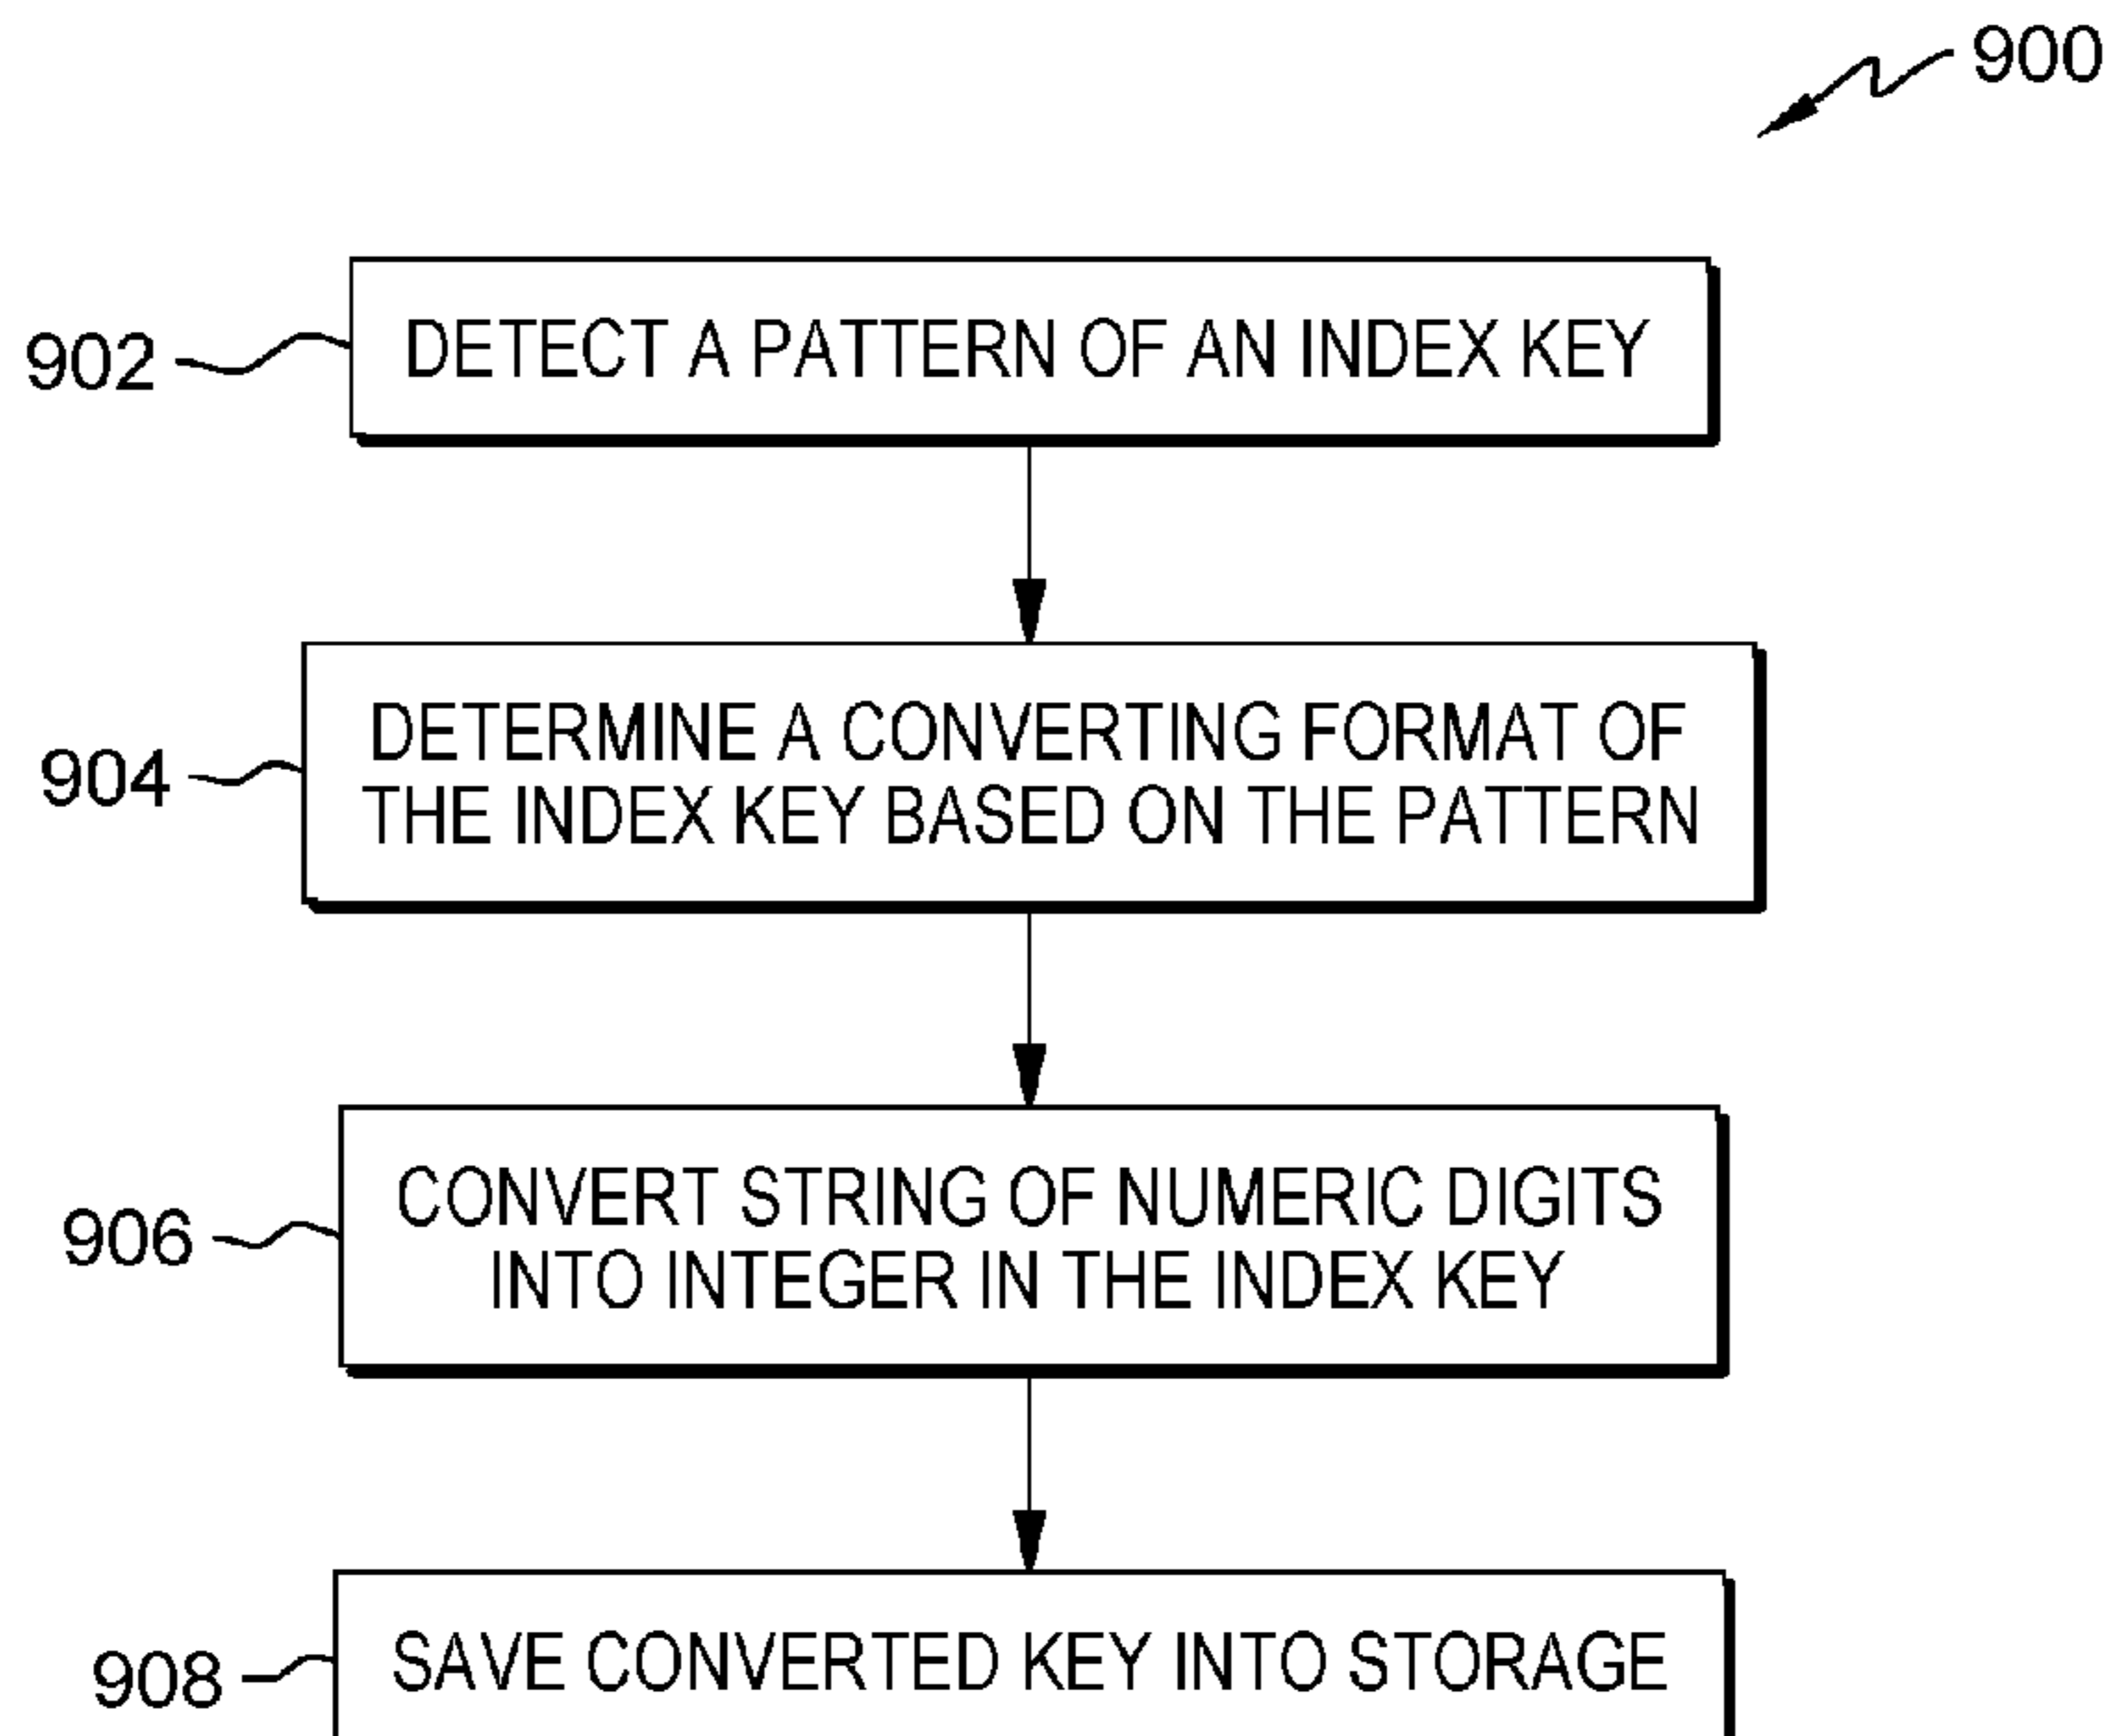 900
902
DETECT A PATTERN OF AN INDEX KEY
904
DETERMINE A CONVERTING FORMAT OF
THE INDEX KEY BASED ON THE PATTERN
906
CONVERT STRING OF NUMERIC DIGITS
INTO INTEGER IN THE INDEX KEY
908
SAVE CONVERTED KEY INTO STORAGE